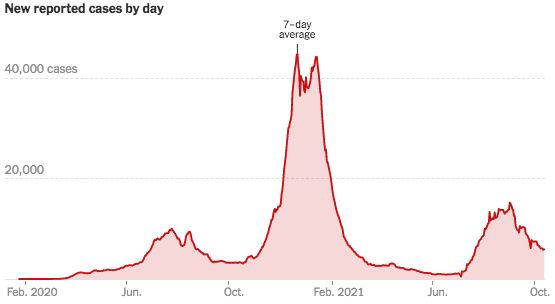 New reported cases by day
7–day
average
40,000 cases
20,000
Feb. 2020
Jun.
Oct.
Feb. 2021
Jun.
Oct.